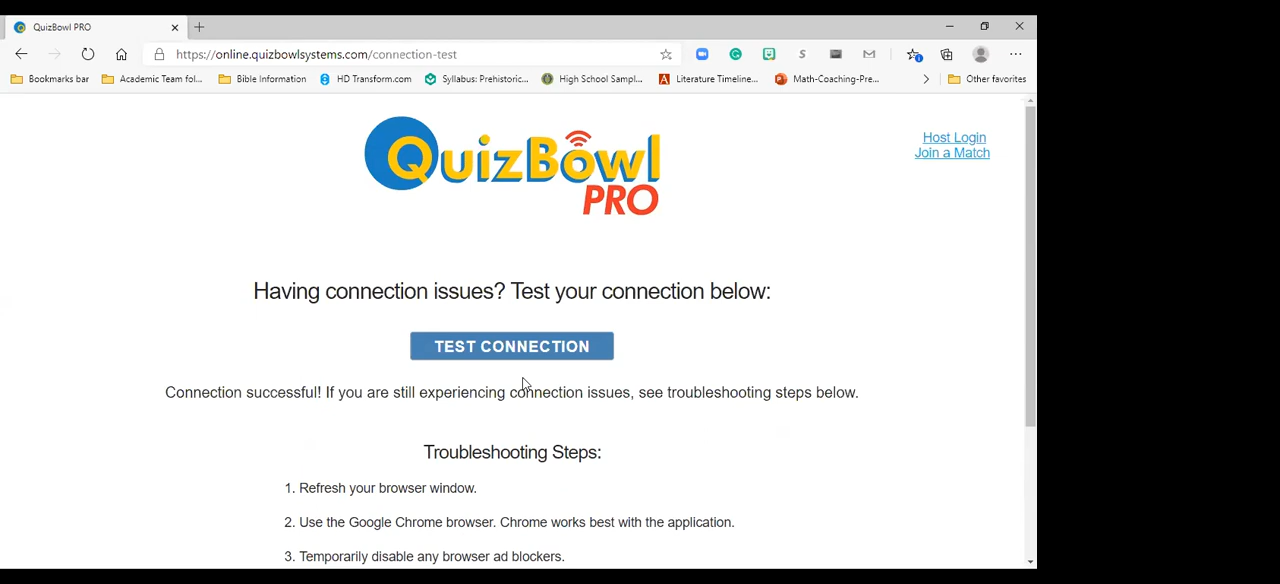 QuizBowl PRO
https://online.quizbowlsystems.com/connection-test
Bookmarks bar
Academic Team fol...
Bible Information
HD Transform.com
Syllabus: Prehistoric...
High School Sampl...
Literature Timeline...
Math-Coaching-Pre...
Other favorites
QuizBowl
PRO
Host Login
Join a Match
Having connection issues? Test your connection below:
TEST CONNECTION
Connection successful! If you are still experiencing connection issues, see troubleshooting steps below.
Troubleshooting Steps:
1. Refresh your browser window.
2. Use the Google Chrome browser. Chrome works best with the application.
3. Temporarily disable any browser ad blockers.